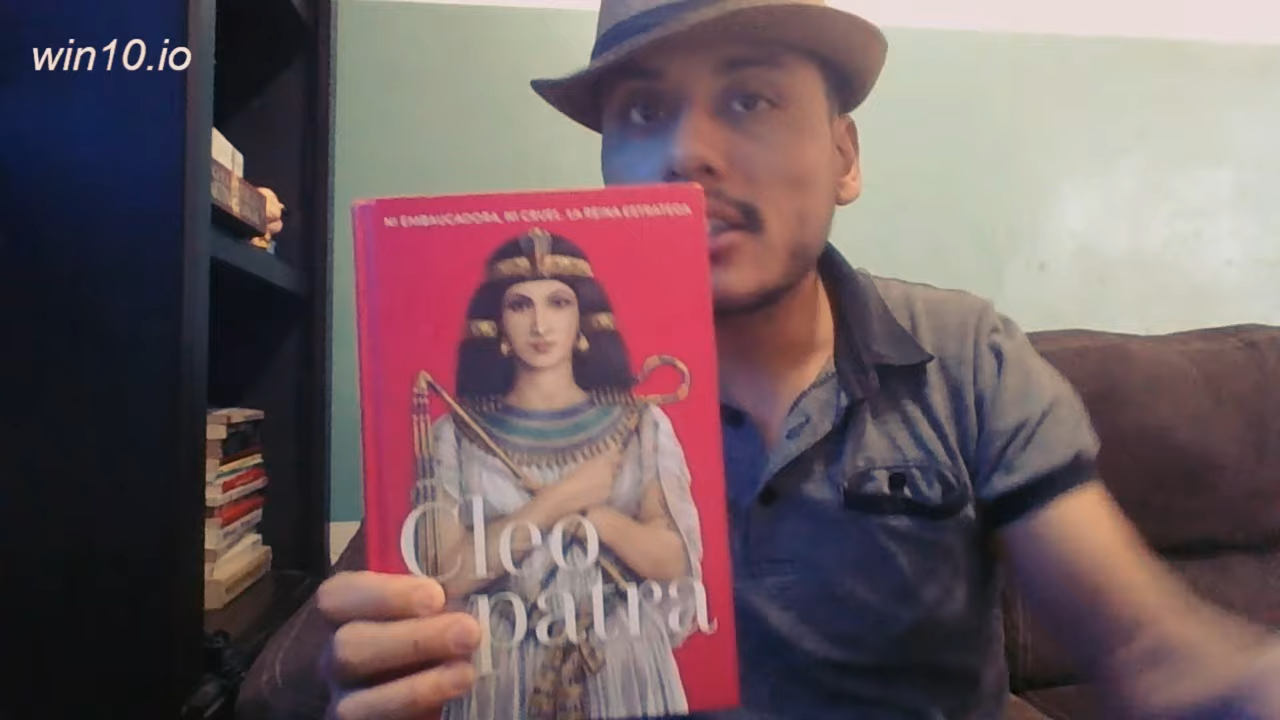 win10.io
NI EMBAUCADORA, NI CRUEL. LA REINA ESTRATEGA
Cleo
patra